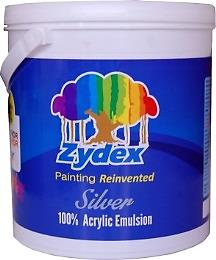 Zydex
Painting Reinvented
Silver
100% Acrylic Emulsion